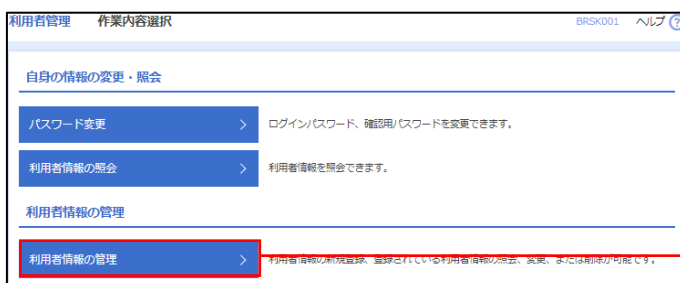 利用者管理 作業内容選択 BRSK001 ヘルプ ?
自身の情報の変更・照会
パスワード変更 ログインパスワード、確認用パスワードを変更できます。
利用者情報の照会 利用者情報を照会できます。
利用者情報の管理
利用者情報の管理 利用者情報の新規登録、登録されている利用者情報の照会、変更、または削除が可能です。